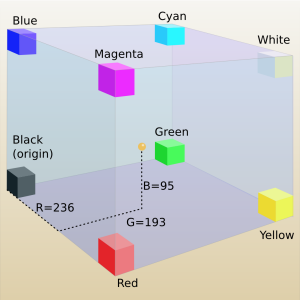 Blue
Cyan
White
Magenta
Black
(origin)
Green
B=95
R=236
G=193
Yellow
Red